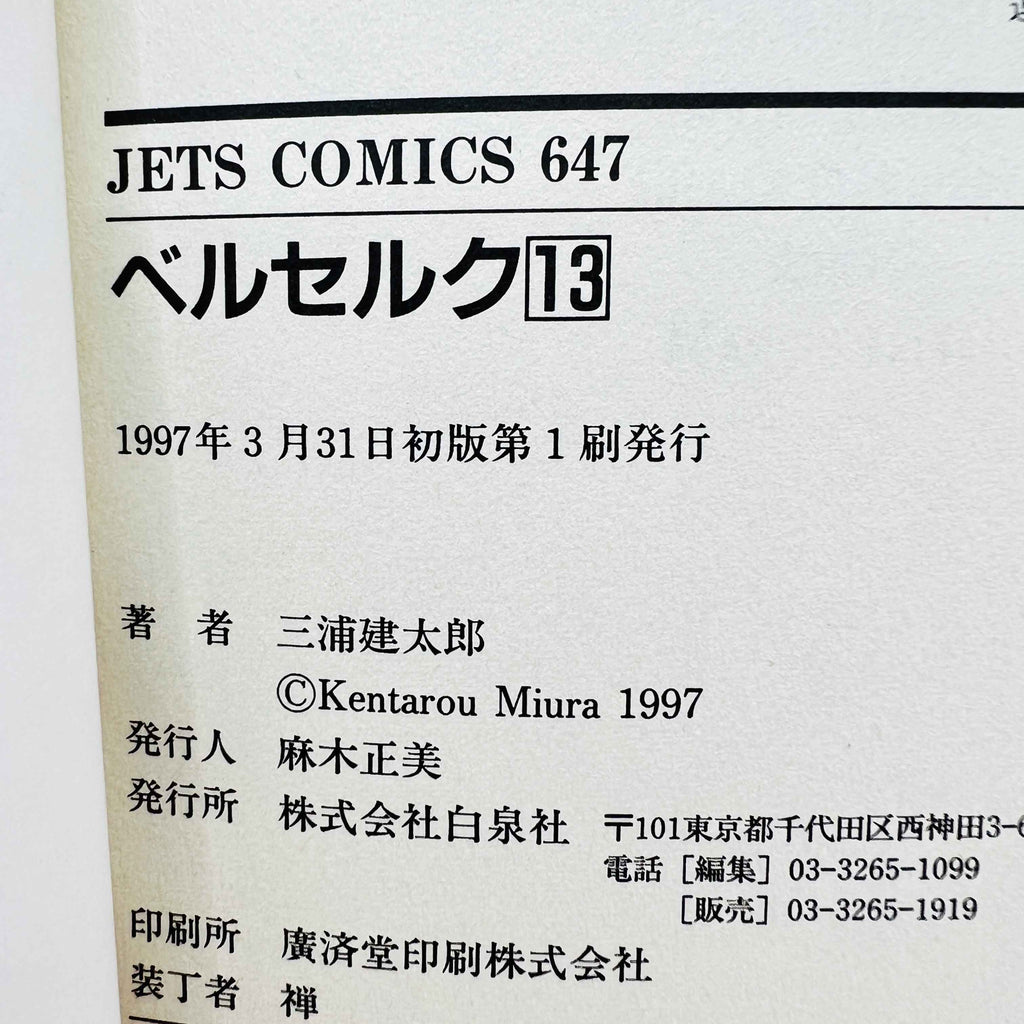 JETS COMICS 647
ベルセルク13
1997年3月31日初版第1刷発行
著 者 三浦建太郎
©Kentarou Miura 1997
発行人 麻木正美
発行所 株式会社白泉社 〒101東京都千代田区西神田3-6
電話［編集］03-3265-1099
［販売］03-3265-1919
印刷所 廣済堂印刷株式会社
装丁者 禅